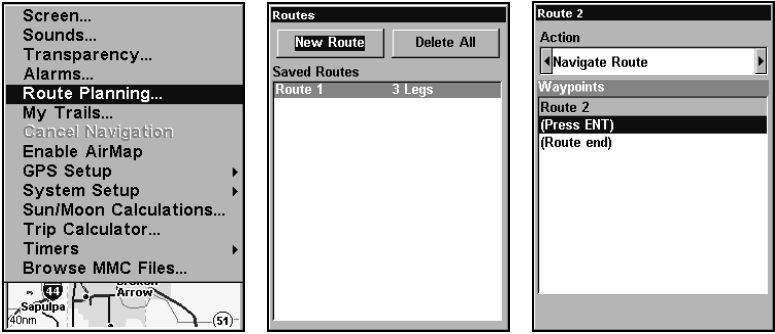 Screen...
Sounds...
Transparency...
Alarms...
Route Planning...
My Trails...
Cancel Navigation
Enable AirMap
GPS Setup
System Setup
Sun/Moon Calculations...
Trip Calculator...
Timers
Browse MMC Files...
44
Broken
Arrow
Sapulpa
40nm
51
Routes
New Route
Delete All
Saved Routes
Route 1 3 Legs
Route 2
Action
Navigate Route
Waypoints
Route 2
(Press ENT)
(Route end)